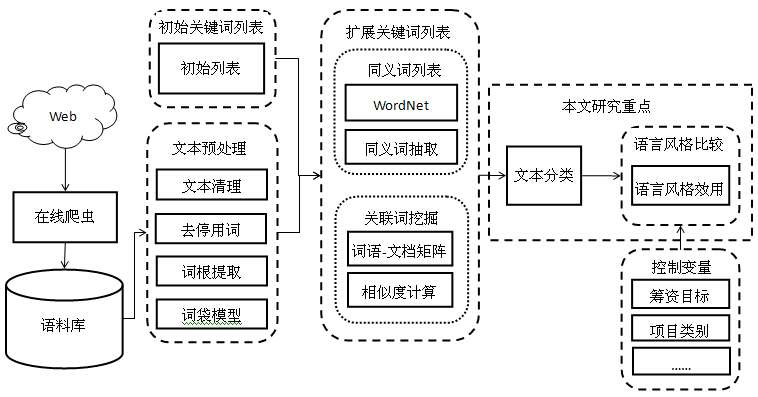 Web
在线爬虫
语料库
初始关键词列表
初始列表
文本预处理
文本清理
去停用词
词根提取
词袋模型
扩展关键词列表
同义词列表
WordNet
同义词抽取
关联词挖掘
词语-文档矩阵
相似度计算
本文研究重点
文本分类
语言风格比较
语言风格效用
控制变量
筹资目标
项目类别
......